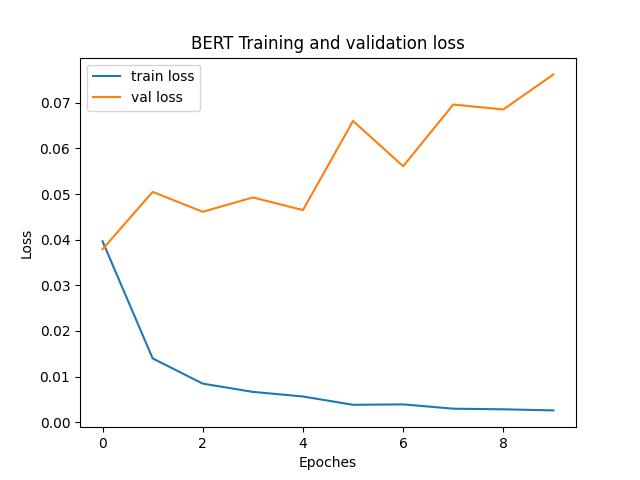 BERT Training and validation loss
train loss
val loss
0.07
0.06
0.05
0.04
0.03
0.02
0.01
0.00
Loss
0 2 4 6 8
Epoches